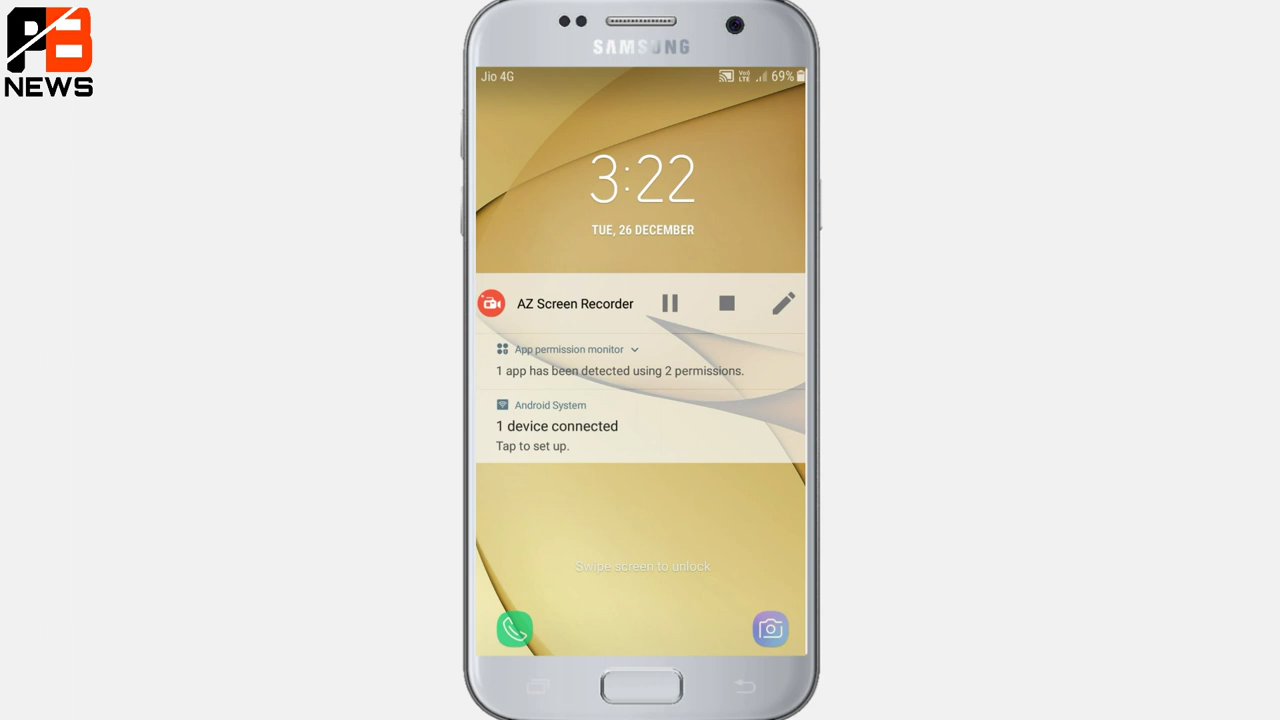 PB
NEWS
SAMSUNG
Jio 4G
VoO LTE
69%
3:22
TUE, 26 DECEMBER
AZ Screen Recorder
App permission monitor
1 app has been detected using 2 permissions.
Android System
1 device connected
Tap to set up.
Swipe screen to unlock